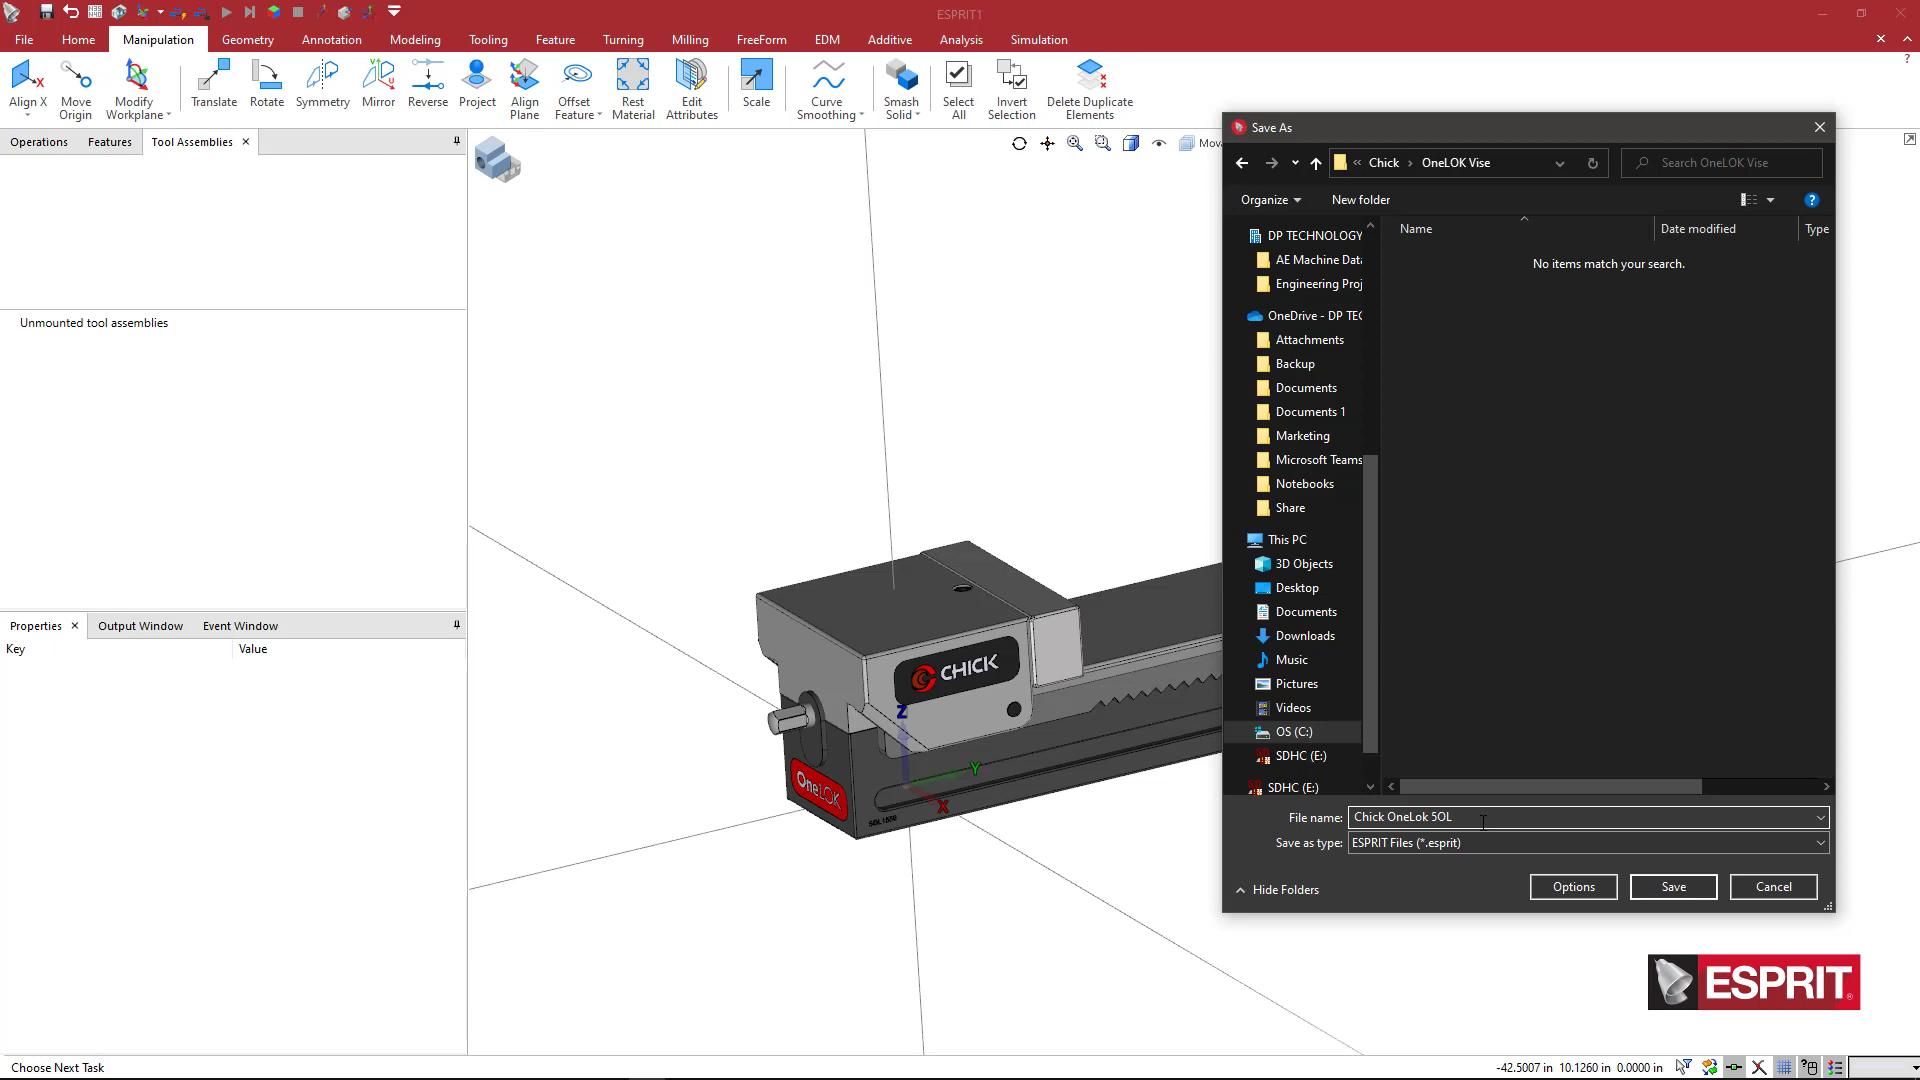 ESPRIT1
File Home Manipulation Geometry Annotation Modeling Tooling Feature Turning Milling FreeForm EDM Additive Analysis Simulation
Align X
Move Origin
Modify Workplane
Translate
Rotate
Symmetry
Mirror
Reverse
Project
Align Plane
Offset Feature
Rest Material
Edit Attributes
Scale
Curve Smoothing
Smash Solid
Select All
Invert Selection
Delete Duplicate Elements
Operations Features Tool Assemblies
Unmounted tool assemblies
Properties Output Window Event Window
Key Value
CHICK
OneLOK
Z
Y
X
Save As
« Chick › OneLOK Vise
Search OneLOK Vise
Organize New folder
Name Date modified Type
No items match your search.
DP TECHNOLOGY
AE Machine Data
Engineering Proj
OneDrive - DP TEC
Attachments
Backup
Documents
Documents 1
Marketing
Microsoft Teams
Notebooks
Share
This PC
3D Objects
Desktop
Documents
Downloads
Music
Pictures
Videos
OS (C:)
SDHC (E:)
SDHC (E:)
File name: Chick OneLok 5OL
Save as type: ESPRIT Files (*.esprit)
Hide Folders
Options Save Cancel
ESPRIT
Choose Next Task
-42.5007 in 10.1260 in 0.0000 in